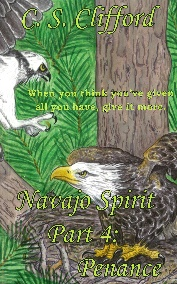 C. S. Clifford
When you think you've given
all you have, give it more.
Navajo Spirit
Part 4:
Penance